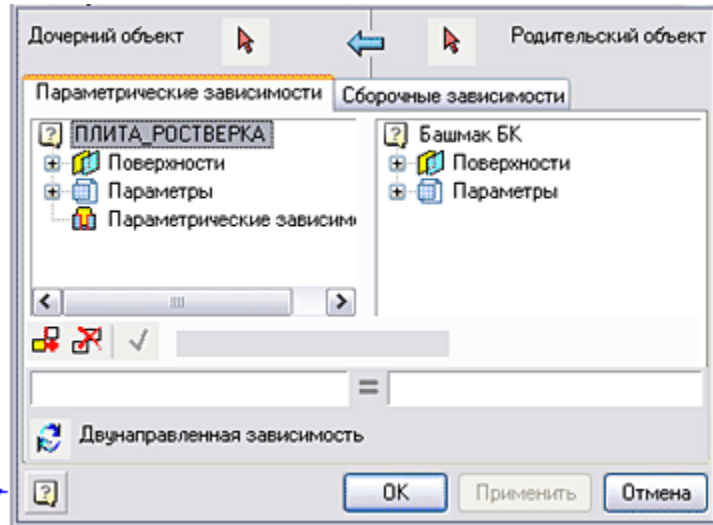 Дочерний объект
Родительский объект
Параметрические зависимости
Сборочные зависимости
ПЛИТА_РОСТВЕРКА
Поверхности
Параметры
Параметрические зависим
Башмак БК
Поверхности
Параметры
=
Двунаправленная зависимость
OK
Применить
Отмена